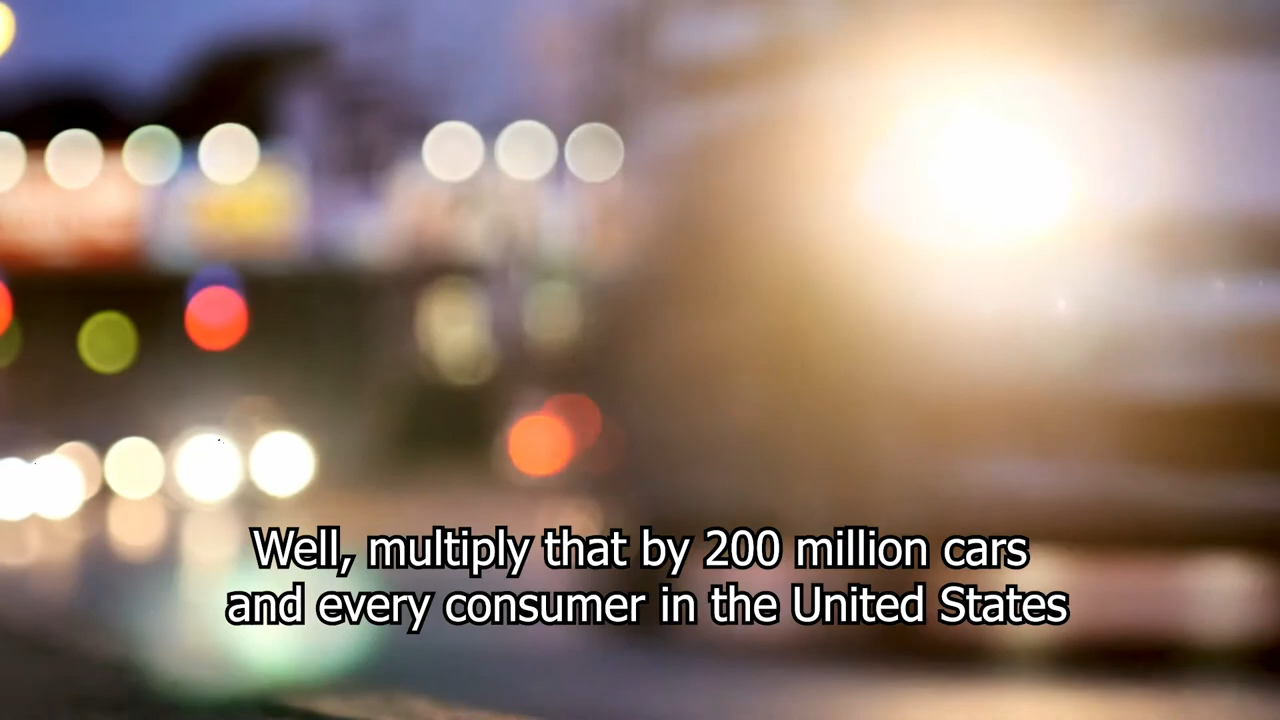 Well, multiply that by 200 million cars
and every consumer in the United States